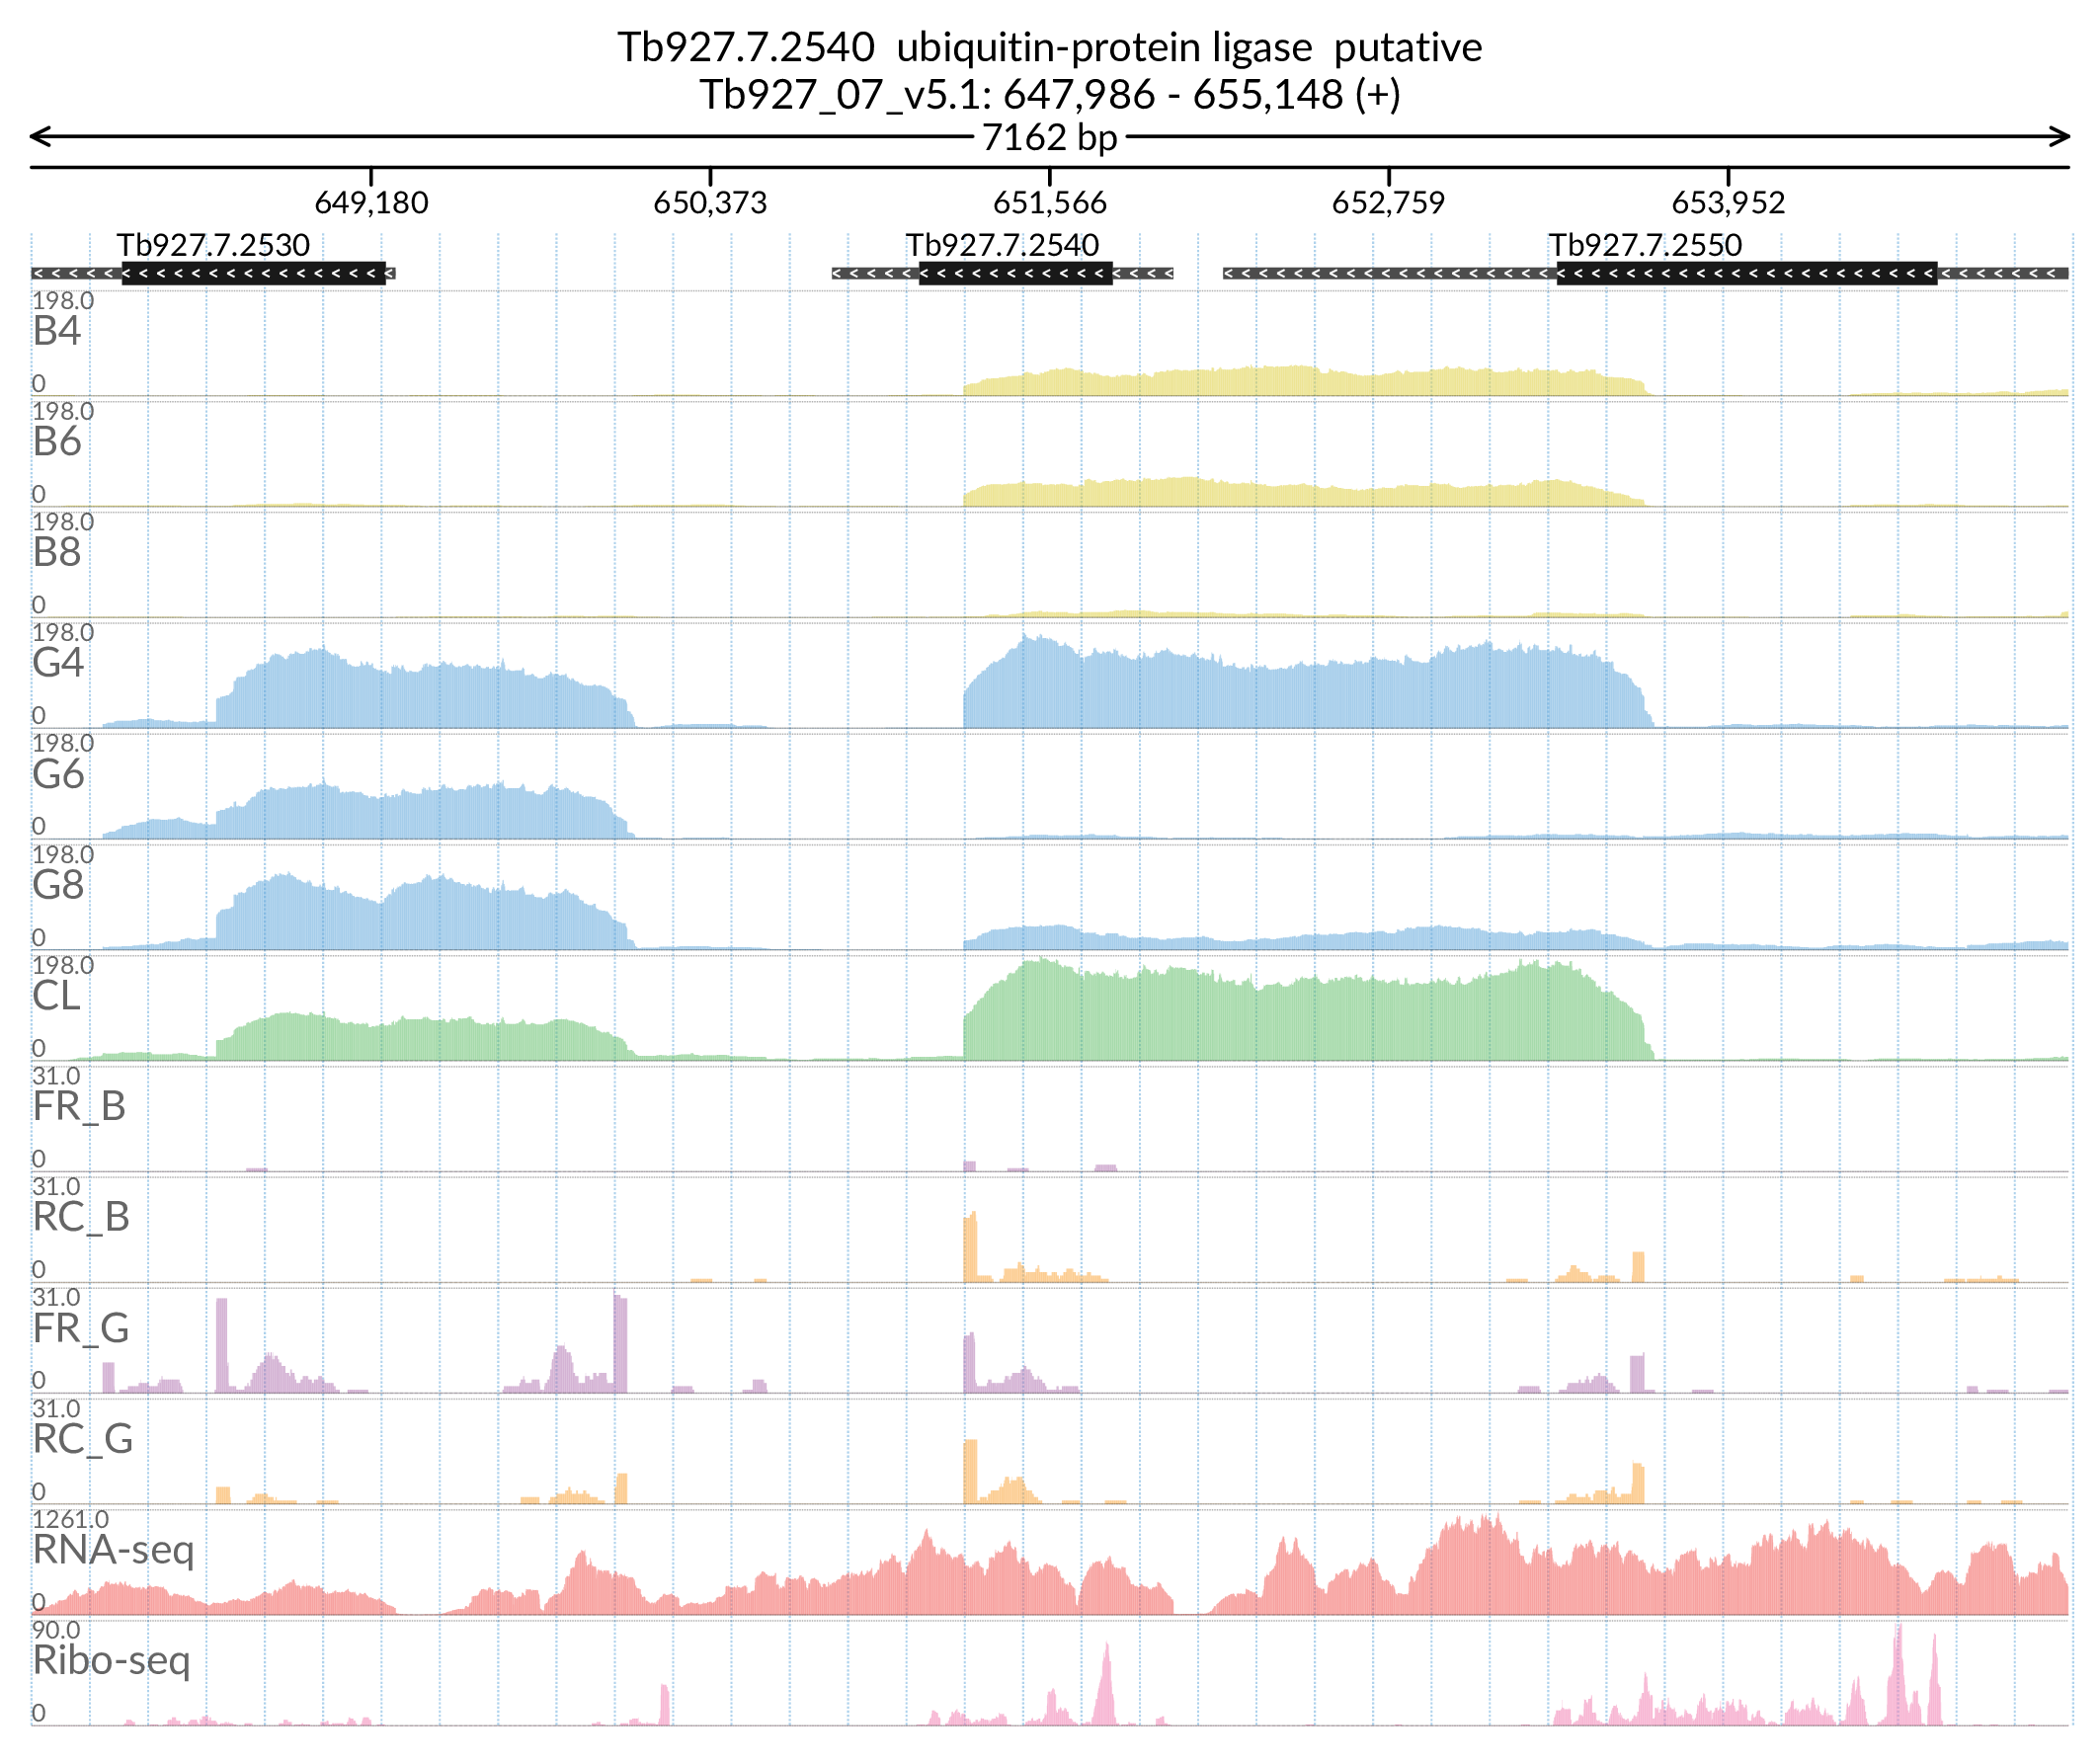 Tb927.7.2540 ubiquitin-protein ligase putative
Tb927_07_v5.1: 647,986 - 655,148 (+)
7162 bp
649,180 650,373 651,566 652,759 653,952
Tb927.7.2530 Tb927.7.2540 Tb927.7.2550
198.0
B4
0
198.0
B6
0
198.0
B8
0
198.0
G4
0
198.0
G6
0
198.0
G8
0
198.0
CL
0
31.0
FR_B
0
31.0
RC_B
0
31.0
FR_G
0
31.0
RC_G
0
1261.0
RNA-seq
0
90.0
Ribo-seq
0